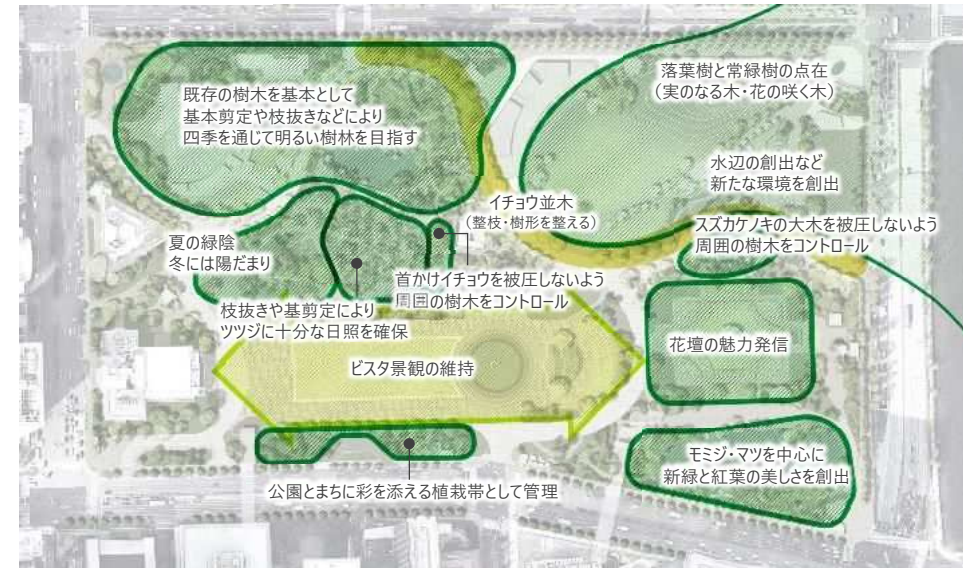 既存の樹木を基本として
基本剪定や枝抜きなどにより
四季を通じて明るい樹林を目指す
落葉樹と常緑樹の点在
（実のなる木・花の咲く木）
水辺の創出など
新たな環境を創出
イチョウ並木
（整枝・樹形を整える）
スズカケノキの大木を被圧しないよう
周囲の樹木をコントロール
夏の緑陰
冬には陽だまり
首かけイチョウを被圧しないよう
周囲の樹木をコントロール
枝抜きや基剪定により
ツツジに十分な日照を確保
ビスタ景観の維持
花壇の魅力発信
モミジ・マツを中心に
新緑と紅葉の美しさを創出
公園とまちに彩を添える植栽帯として管理